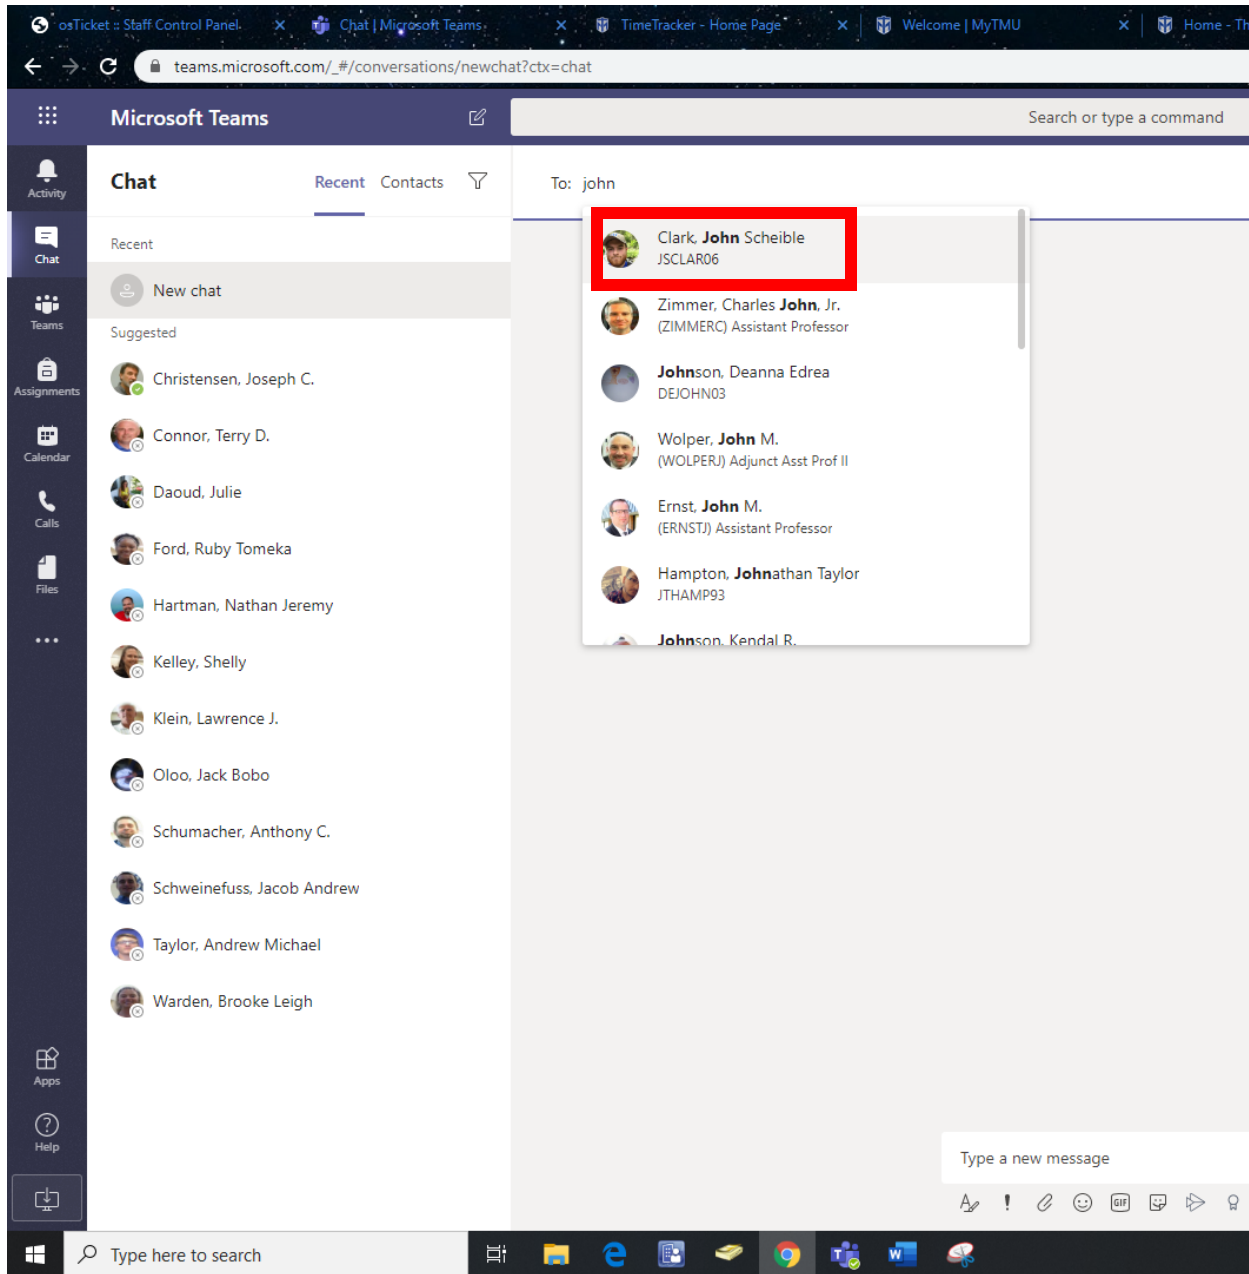 osTicket :: Staff Control Panel
Chat | Microsoft Teams
TimeTracker - Home Page
Welcome | MyTMU
Home - Th
teams.microsoft.com/_#/conversations/newchat?ctx=chat
Microsoft Teams
Search or type a command
Activity
Chat
Teams
Assignments
Calendar
Calls
Files
Apps
Help
Chat
Recent
Contacts
Recent
New chat
Suggested
Christensen, Joseph C.
Connor, Terry D.
Daoud, Julie
Ford, Ruby Tomeka
Hartman, Nathan Jeremy
Kelley, Shelly
Klein, Lawrence J.
Oloo, Jack Bobo
Schumacher, Anthony C.
Schweinefuss, Jacob Andrew
Taylor, Andrew Michael
Warden, Brooke Leigh
To: john
Clark, John Scheible
JSCLAR06
Zimmer, Charles John, Jr.
(ZIMMERC) Assistant Professor
Johnson, Deanna Edrea
DEJOHN03
Wolper, John M.
(WOLPERJ) Adjunct Asst Prof II
Ernst, John M.
(ERNSTJ) Assistant Professor
Hampton, Johnathan Taylor
JTHAMP93
Johnson, Kendal R.
Type a new message
GIF
Type here to search